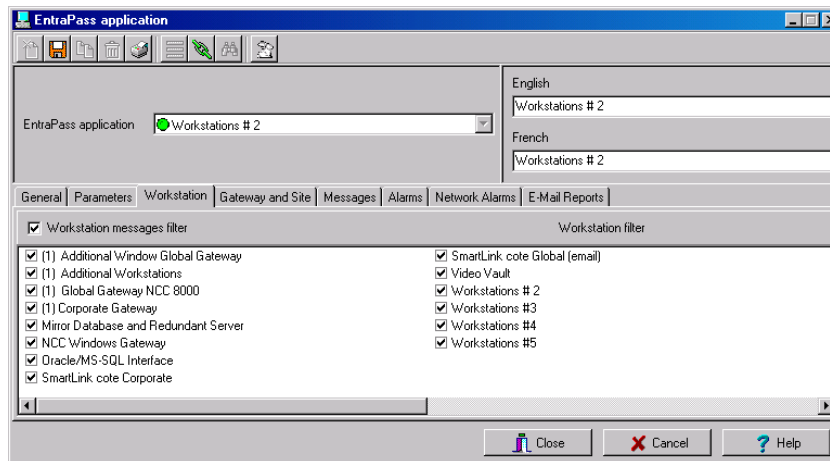 EntraPass application
English
Workstations # 2
EntraPass application
Workstations # 2
French
Workstations # 2
General
Parameters
Workstation
Gateway and Site
Messages
Alarms
Network Alarms
E-Mail Reports
Workstation messages filter
Workstation filter
(1) Additional Window Global Gateway
(1) Additional Workstations
(1) Global Gateway NCC 8000
(1) Corporate Gateway
Mirror Database and Redundant Server
NCC Windows Gateway
Oracle/MS-SQL Interface
SmartLink cote Corporate
SmartLink cote Global (email)
Video Vault
Workstations # 2
Workstations #3
Workstations #4
Workstations #5
Close
Cancel
Help